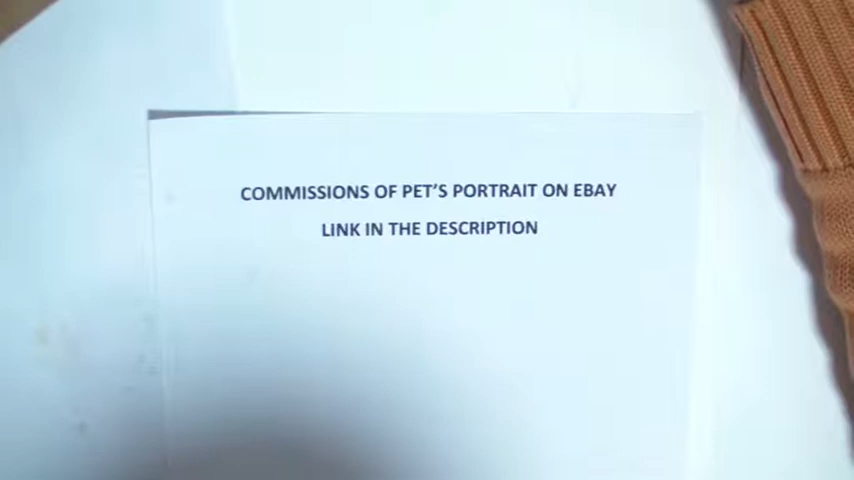 COMMISSIONS OF PET'S PORTRAIT ON EBAY
LINK IN THE DESCRIPTION